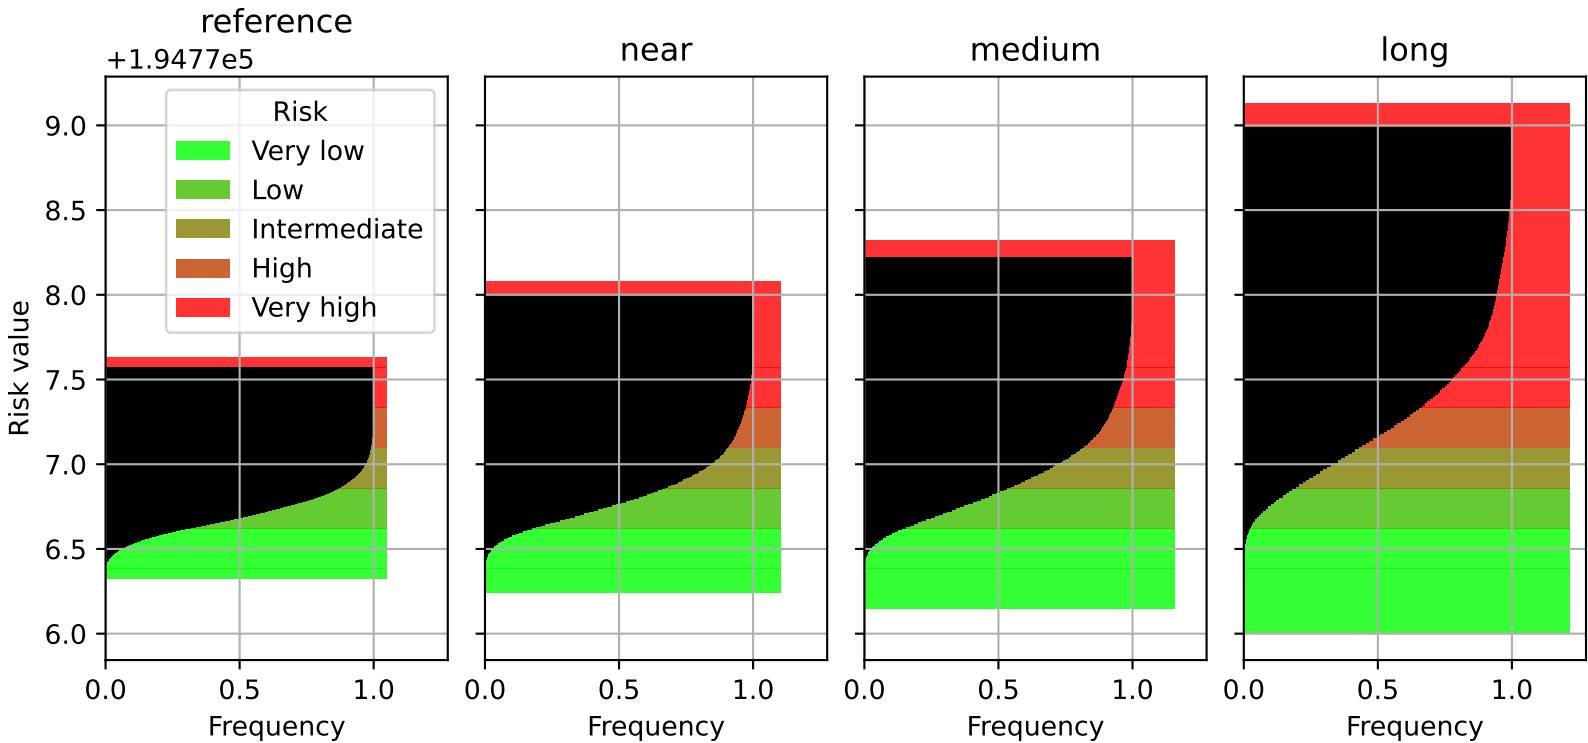 reference
near
medium
long
+1.9477e5
Risk
Very low
Low
Intermediate
High
Very high
Risk value
9.0
8.5
8.0
7.5
7.0
6.5
6.0
0.0 0.5 1.0
0.0 0.5 1.0
0.0 0.5 1.0
0.0 0.5 1.0
Frequency
Frequency
Frequency
Frequency